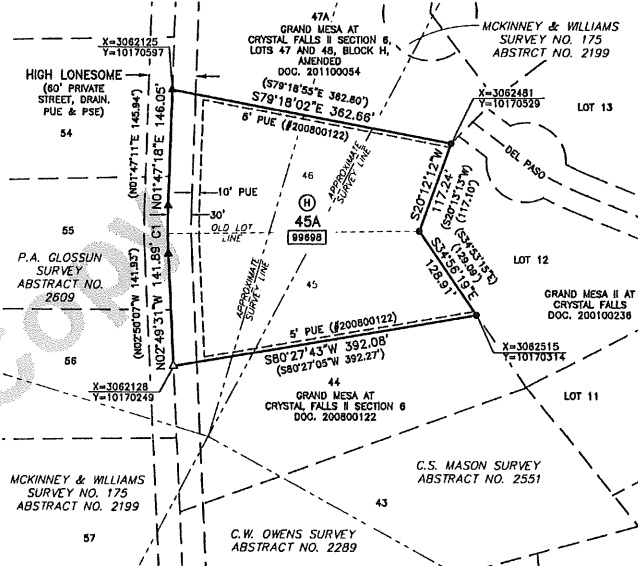 47A
GRAND MESA AT
CRYSTAL FALLS II SECTION 6,
LOTS 47 AND 48, BLOCK H,
AMENDED
DOC. 201100054
MCKINNEY & WILLIAMS
SURVEY NO. 175
ABSTRCT NO. 2199
X=3062125
Y=10170597
HIGH LONESOME
(60' PRIVATE
STREET, DRAIN.
PUE & PSE)
54
(N01°47'11"E 145.94')
N01°47'18"E 146.05'
(S79°18'55"E 362.80')
S79°18'02"E 362.66'
6' PUE (#200800122)
X=3062481
Y=10170529
LOT 13
DEL PASO
APPROXIMATE
SURVEY LINE
46
H
45A
99698
10' PUE
30'
OLD LOT
LINE
C1
S20°12'12"W
117.24'
(S20°13'13"W
(117.10')
(S34°53'15"E
(129.09')
S34°56'19"E
128.91'
LOT 12
55
P.A. GLOSSUN
SURVEY
ABSTRACT NO.
2609
(N02°50'07"W 141.93')
N02°49'31"W 141.89'
APPROXIMATE
SURVEY LINE
45
GRAND MESA II AT
CRYSTAL FALLS
DOC. 200100236
5' PUE (#200800122)
S80°27'43"W 392.08'
(S80°27'05"W 392.27')
X=3062515
Y=10170314
56
X=3062128
Y=10170249
44
GRAND MESA AT
CRYSTAL FALLS II SECTION 6
DOC. 200800122
LOT 11
MCKINNEY & WILLIAMS
SURVEY NO. 175
ABSTRACT NO. 2199
57
C.S. MASON SURVEY
ABSTRACT NO. 2551
43
C.W. OWENS SURVEY
ABSTRACT NO. 2289
Copy